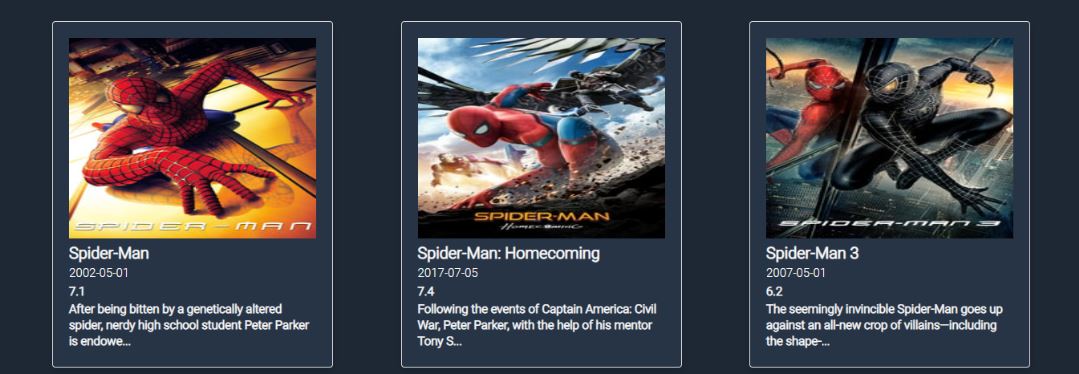 SPIDER-MAN
Spider-Man
2002-05-01
7.1
After being bitten by a genetically altered
spider, nerdy high school student Peter Parker
is endowe...
SPIDER-MAN
HOMECOMING
Spider-Man: Homecoming
2017-07-05
7.4
Following the events of Captain America: Civil
War, Peter Parker, with the help of his mentor
Tony S...
SPIDER-MAN 3
Spider-Man 3
2007-05-01
6.2
The seemingly invincible Spider-Man goes up
against an all-new crop of villains—including
the shape-...